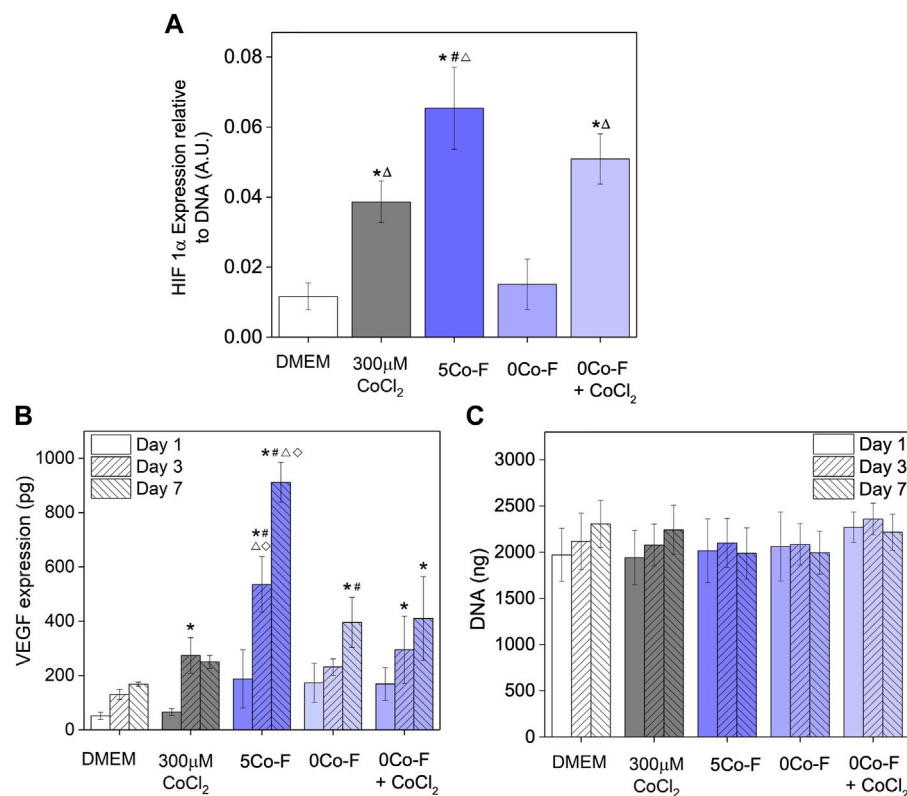 A
HIF 1α Expression relative
to DNA (A.U.)
0.08
0.06
0.04
0.02
0.00
*Δ
*#△
*Δ
DMEM
300μM
CoCl₂
5Co-F
0Co-F
0Co-F
+ CoCl₂
B
Day 1
Day 3
Day 7
VEGF expression (pg)
1000
800
600
400
200
0
*
*#
△◇
*#△◇
*#
*
*
DMEM
300μM
CoCl₂
5Co-F
0Co-F
0Co-F
+ CoCl₂
C
Day 1
Day 3
Day 7
DNA (ng)
3000
2500
2000
1500
1000
500
0
DMEM
300μM
CoCl₂
5Co-F
0Co-F
0Co-F
+ CoCl₂